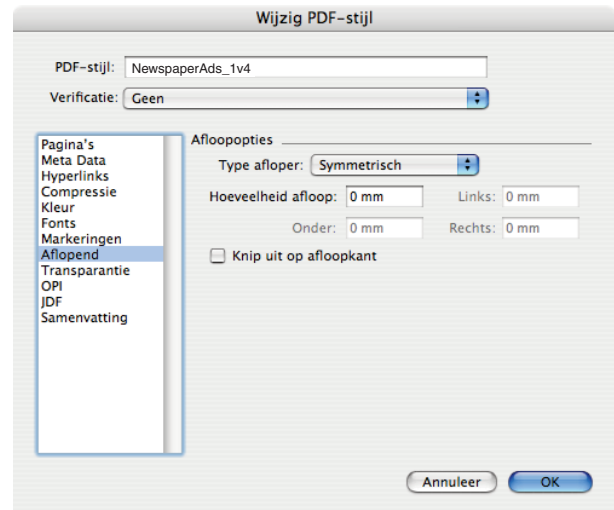 Wijzig PDF-stijl
PDF-stijl: NewspaperAds_1v4
Verificatie: Geen
Pagina's
Meta Data
Hyperlinks
Compressie
Kleur
Fonts
Markeringen
Aflopend
Transparantie
OPI
JDF
Samenvatting
Afloopopties
Type afloper: Symmetrisch
Hoeveelheid afloop: 0 mm Links: 0 mm
Onder: 0 mm Rechts: 0 mm
Knip uit op afloopkant
Annuleer OK